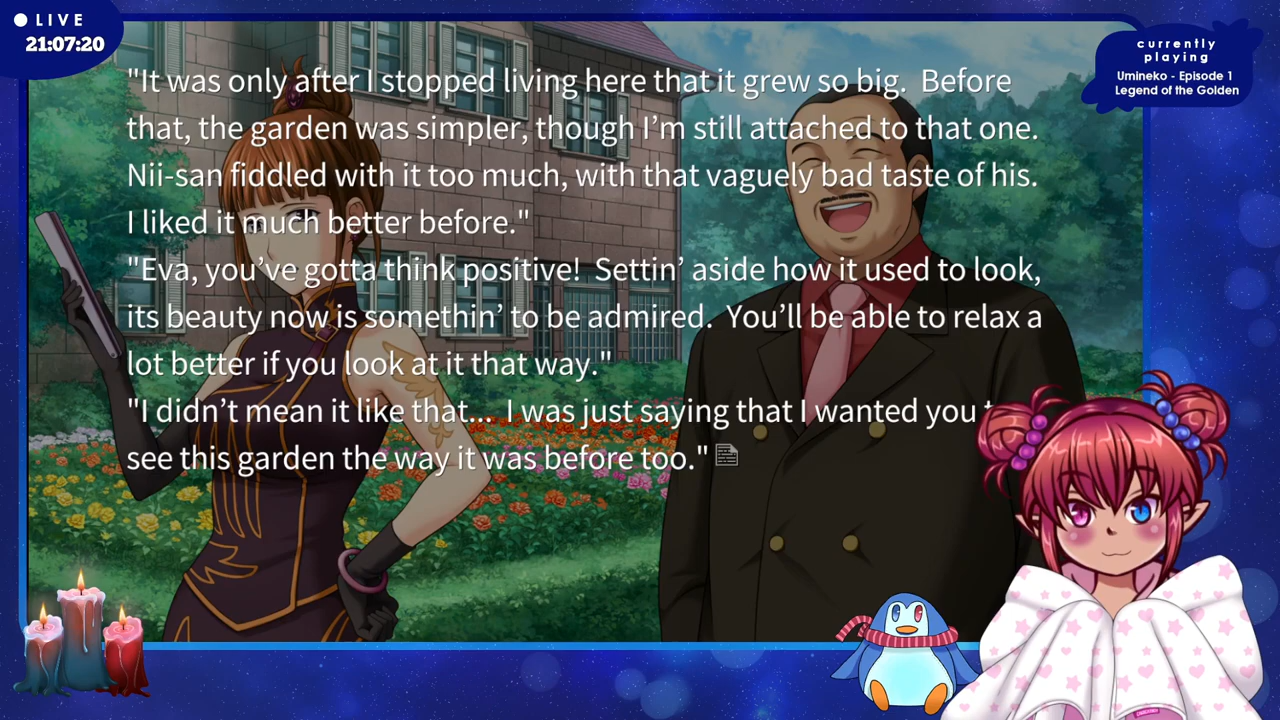 LIVE
21:07:20
currently
playing
Umineko - Episode 1
Legend of the Golden
"It was only after I stopped living here that it grew so big.  Before
that, the garden was simpler, though I'm still attached to that one.
Nii-san fiddled with it too much, with that vaguely bad taste of his.
I liked it much better before."
"Eva, you've gotta think positive!  Settin' aside how it used to look,
its beauty now is somethin' to be admired.  You'll be able to relax a
lot better if you look at it that way."
"I didn't mean it like that...  I was just saying that I wanted you
see this garden the way it was before too."